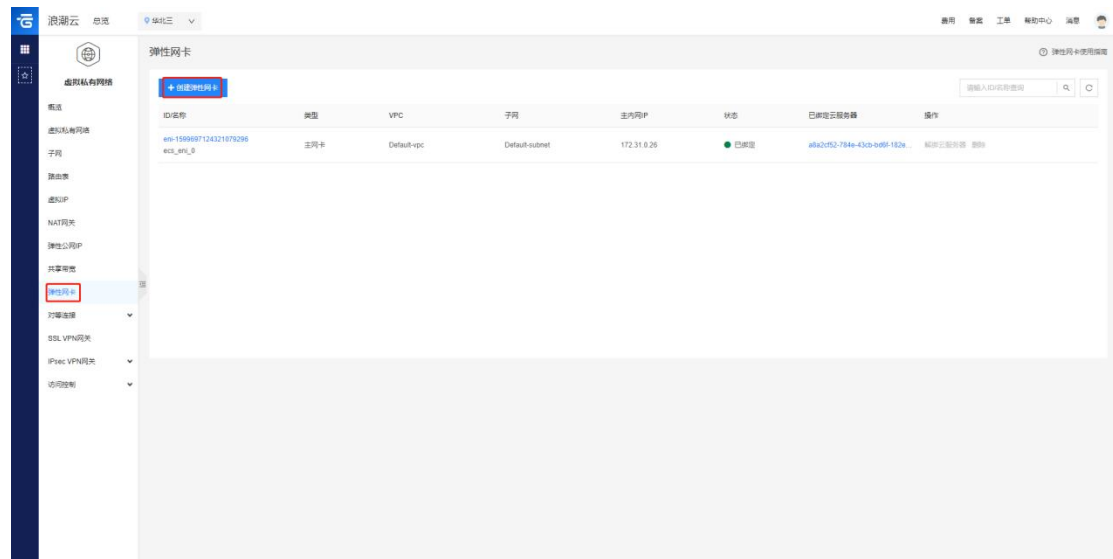 浪潮云 总览 华北三 费用 备案 工单 帮助中心 消息
虚拟私有网络
概览
虚拟私有网络
子网
路由表
虚拟IP
NAT网关
弹性公网IP
共享带宽
弹性网卡
对等连接
SSL VPN网关
IPsec VPN网关
访问控制
弹性网卡 弹性网卡使用指南
+ 创建弹性网卡 请输入ID/名称查询
ID/名称 类型 VPC 子网 主内网IP 状态 已绑定云服务器 操作
eni-1599697124321079296 主网卡 Default-vpc Default-subnet 172.31.0.26 已绑定 a8a2cf52-784e-43cb-bd6f-182e... 解绑云服务器 删除
ecs_eni_0